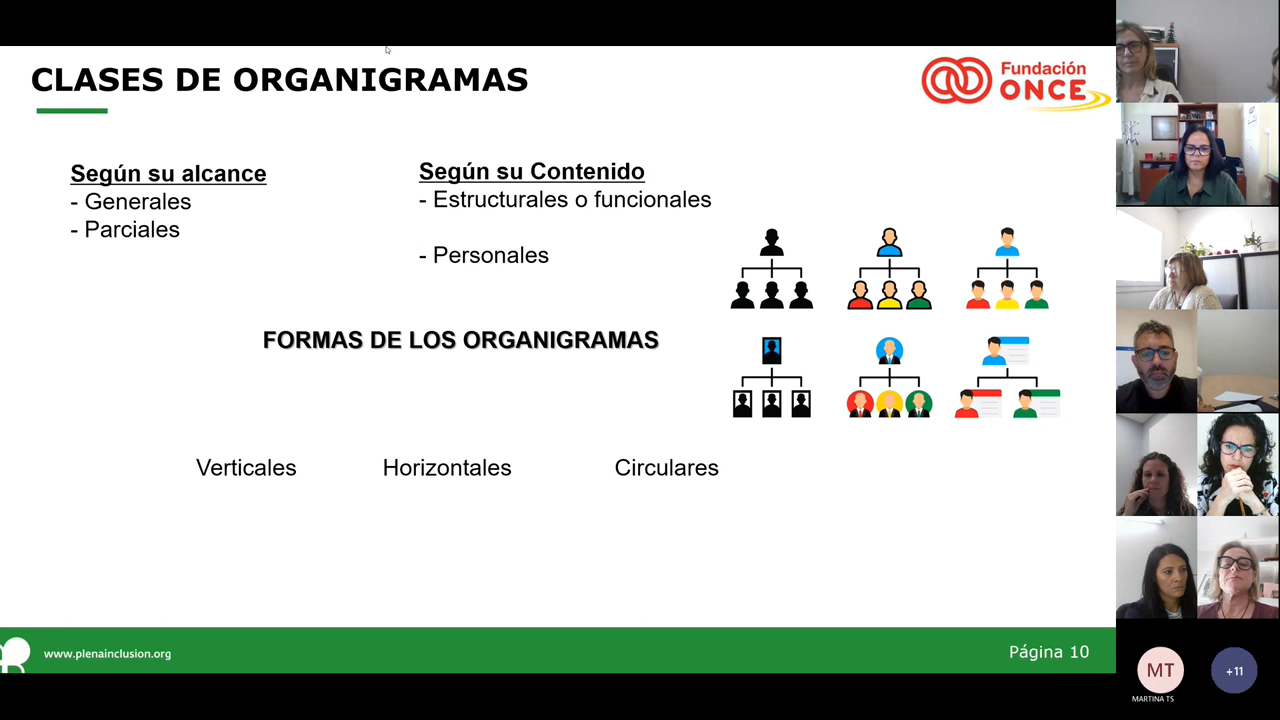 CLASES DE ORGANIGRAMAS
Fundación
ONCE
Según su alcance
- Generales
- Parciales
Según su Contenido
- Estructurales o funcionales
- Personales
FORMAS DE LOS ORGANIGRAMAS
Verticales
Horizontales
Circulares
www.plenainclusion.org
Página 10
MT
MARTINA TS
+11